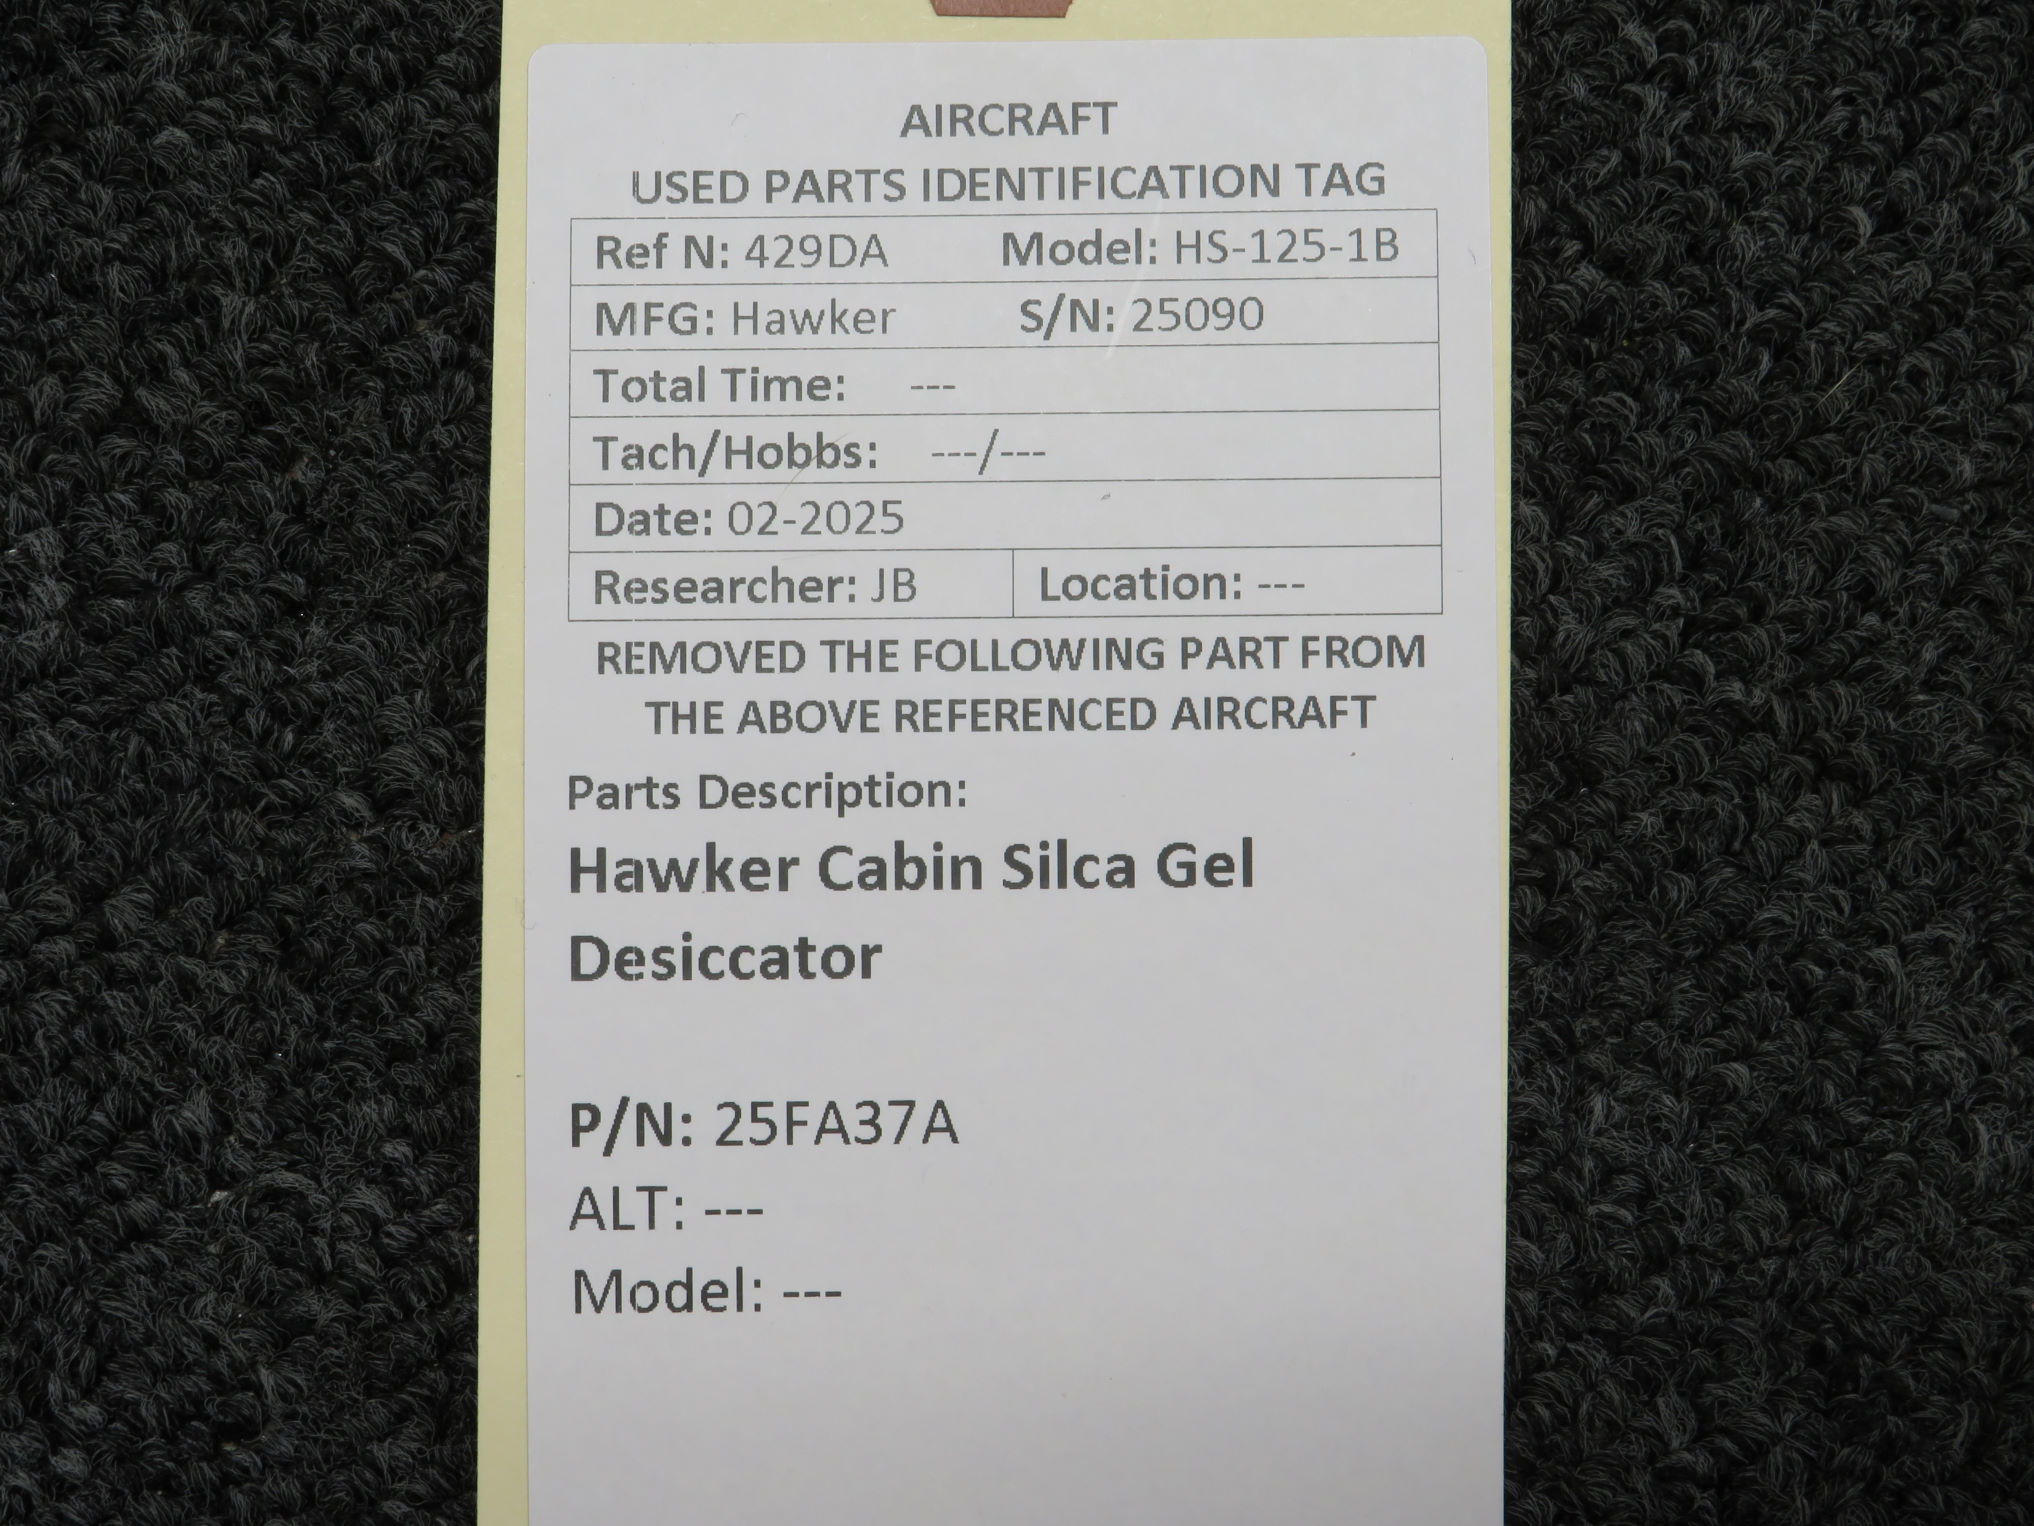 AIRCRAFT
USED PARTS IDENTIFICATION TAG
Ref N: 429DA Model: HS-125-1B
MFG: Hawker S/N: 25090
Total Time: ---
Tach/Hobbs: ---/---
Date: 02-2025
Researcher: JB Location: ---
REMOVED THE FOLLOWING PART FROM
THE ABOVE REFERENCED AIRCRAFT
Parts Description:
Hawker Cabin Silca Gel
Desiccator
P/N: 25FA37A
ALT: ---
Model: ---